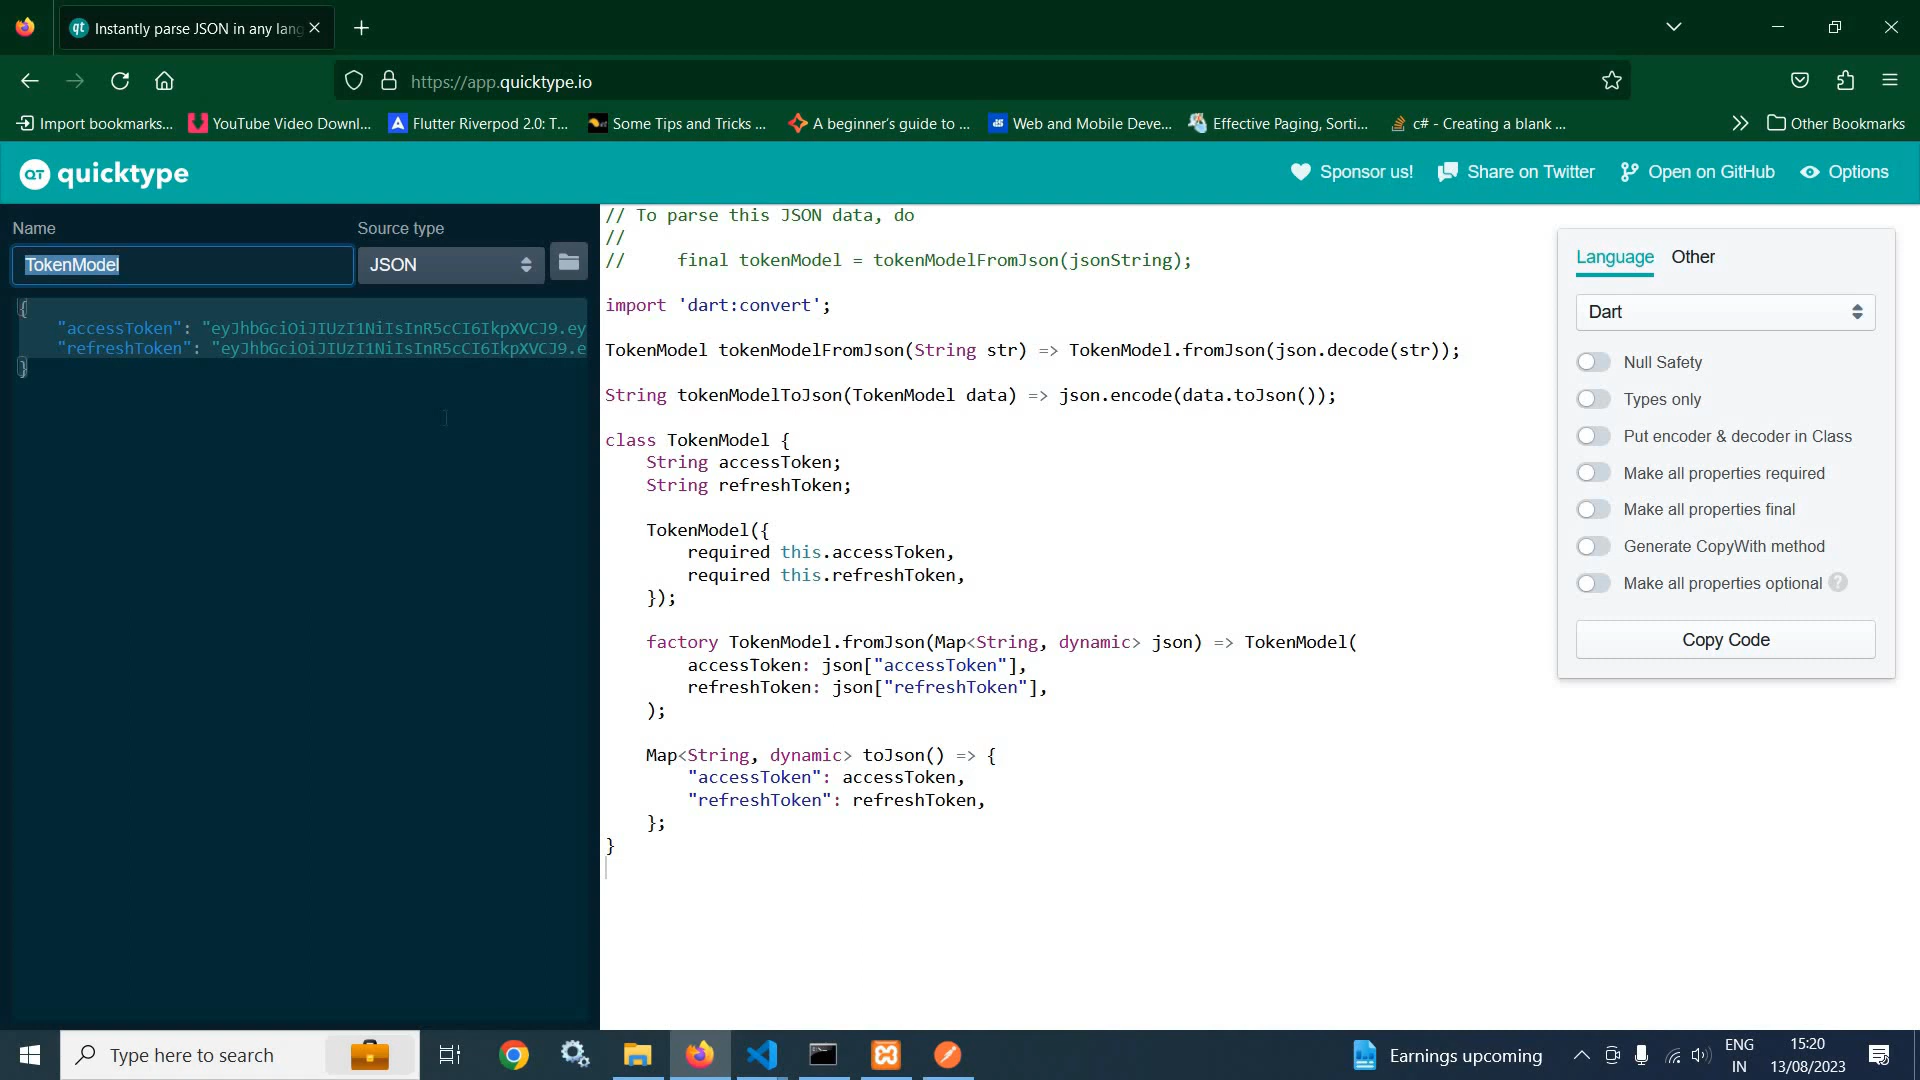 Instantly parse JSON in any lang
https://app.quicktype.io
Import bookmarks...
YouTube Video Downl...
Flutter Riverpod 2.0: T...
Some Tips and Tricks ...
A beginner's guide to ...
Web and Mobile Deve...
Effective Paging, Sorti...
c# - Creating a blank ...
Other Bookmarks
QT quicktype
Sponsor us!
Share on Twitter
Open on GitHub
Options
Name
Source type
TokenModel
JSON
{
"accessToken": "eyJhbGciOiJIUzI1NiIsInR5cCI6IkpXVCJ9.ey
"refreshToken": "eyJhbGciOiJIUzI1NiIsInR5cCI6IkpXVCJ9.e
}
// To parse this JSON data, do
//
// final tokenModel = tokenModelFromJson(jsonString);
import 'dart:convert';
TokenModel tokenModelFromJson(String str) => TokenModel.fromJson(json.decode(str));
String tokenModelToJson(TokenModel data) => json.encode(data.toJson());
class TokenModel {
String accessToken;
String refreshToken;
TokenModel({
required this.accessToken,
required this.refreshToken,
});
factory TokenModel.fromJson(Map<String, dynamic> json) => TokenModel(
accessToken: json["accessToken"],
refreshToken: json["refreshToken"],
);
Map<String, dynamic> toJson() => {
"accessToken": accessToken,
"refreshToken": refreshToken,
};
}
Language
Other
Dart
Null Safety
Types only
Put encoder & decoder in Class
Make all properties required
Make all properties final
Generate CopyWith method
Make all properties optional ?
Copy Code
Type here to search
Earnings upcoming
ENG
IN
15:20
13/08/2023